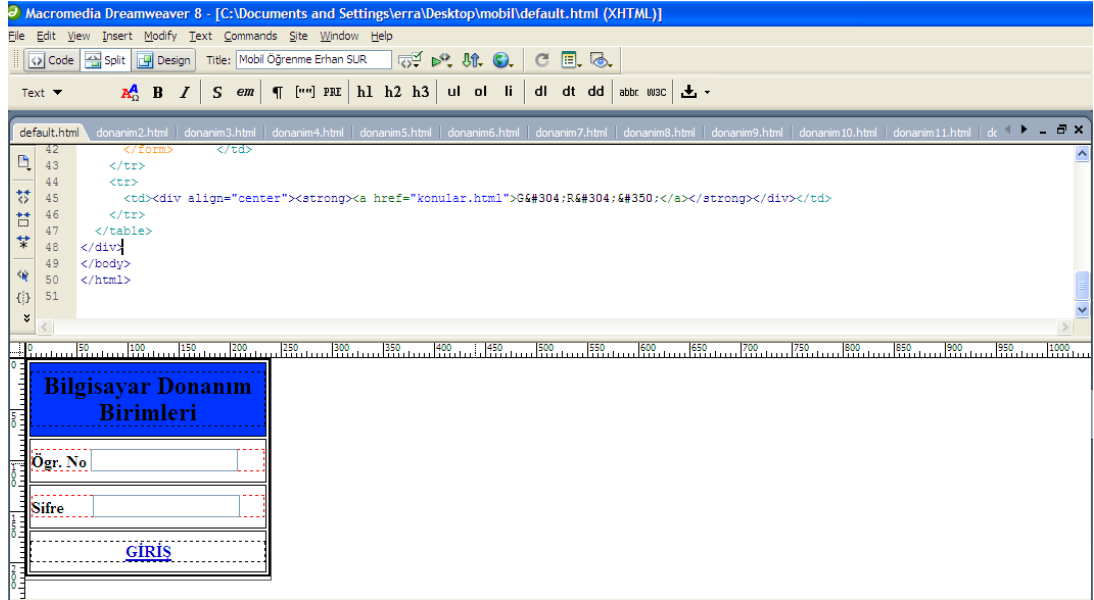 Macromedia Dreamweaver 8 - [C:\Documents and Settings\erra\Desktop\mobil\default.html (XHTML)]
File Edit View Insert Modify Text Commands Site Window Help
Code Split Design Title: Mobil Öğrenme Erhan SUR
Text B I S em ¶ [""] PRE h1 h2 h3 ul ol li dl dt dd abbr. W3C
default.html donanim2.html donanim3.html donanim4.html donanim5.html donanim6.html donanim7.html donanim8.html donanim9.html donanim10.html donanim11.html dc
42 </form> </td>
43 </tr>
44 <tr>
45 <td><div align="center"><strong><a href="konular.html">G&#304;R&#304;&#350;</a></strong></div></td>
46 </tr>
47 </table>
48 </div>
49 </body>
50 </html>
51
0 50 100 150 200 250 300 350 400 450 500 550 600 650 700 750 800 850 900 950 1000
0
50
100
150
200
Bilgisayar Donanım
Birimleri
Ögr. No
Sifre
GİRİŞ